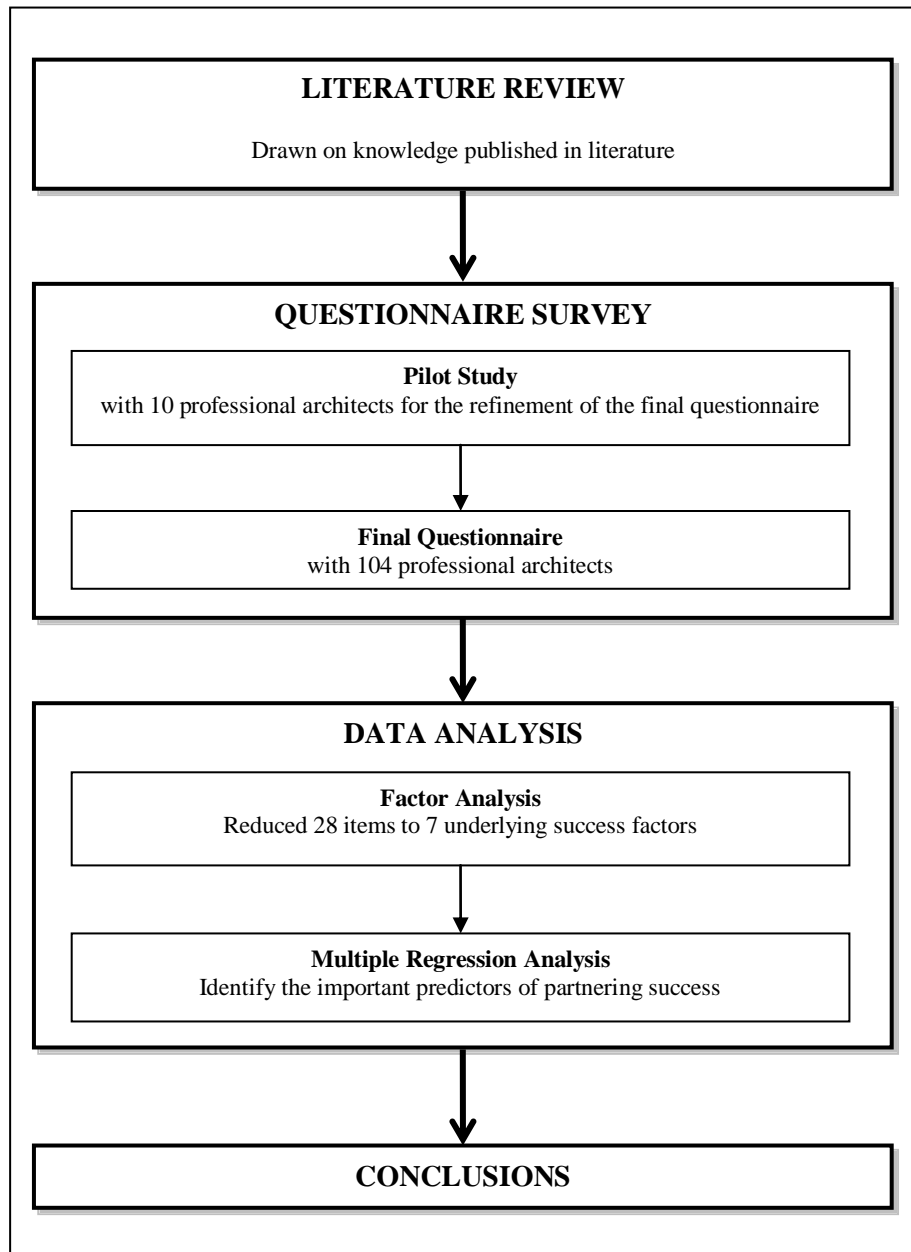 LITERATURE REVIEW
Drawn on knowledge published in literature
QUESTIONNAIRE SURVEY
Pilot Study
with 10 professional architects for the refinement of the final questionnaire
Final Questionnaire
with 104 professional architects
DATA ANALYSIS
Factor Analysis
Reduced 28 items to 7 underlying success factors
Multiple Regression Analysis
Identify the important predictors of partnering success
CONCLUSIONS